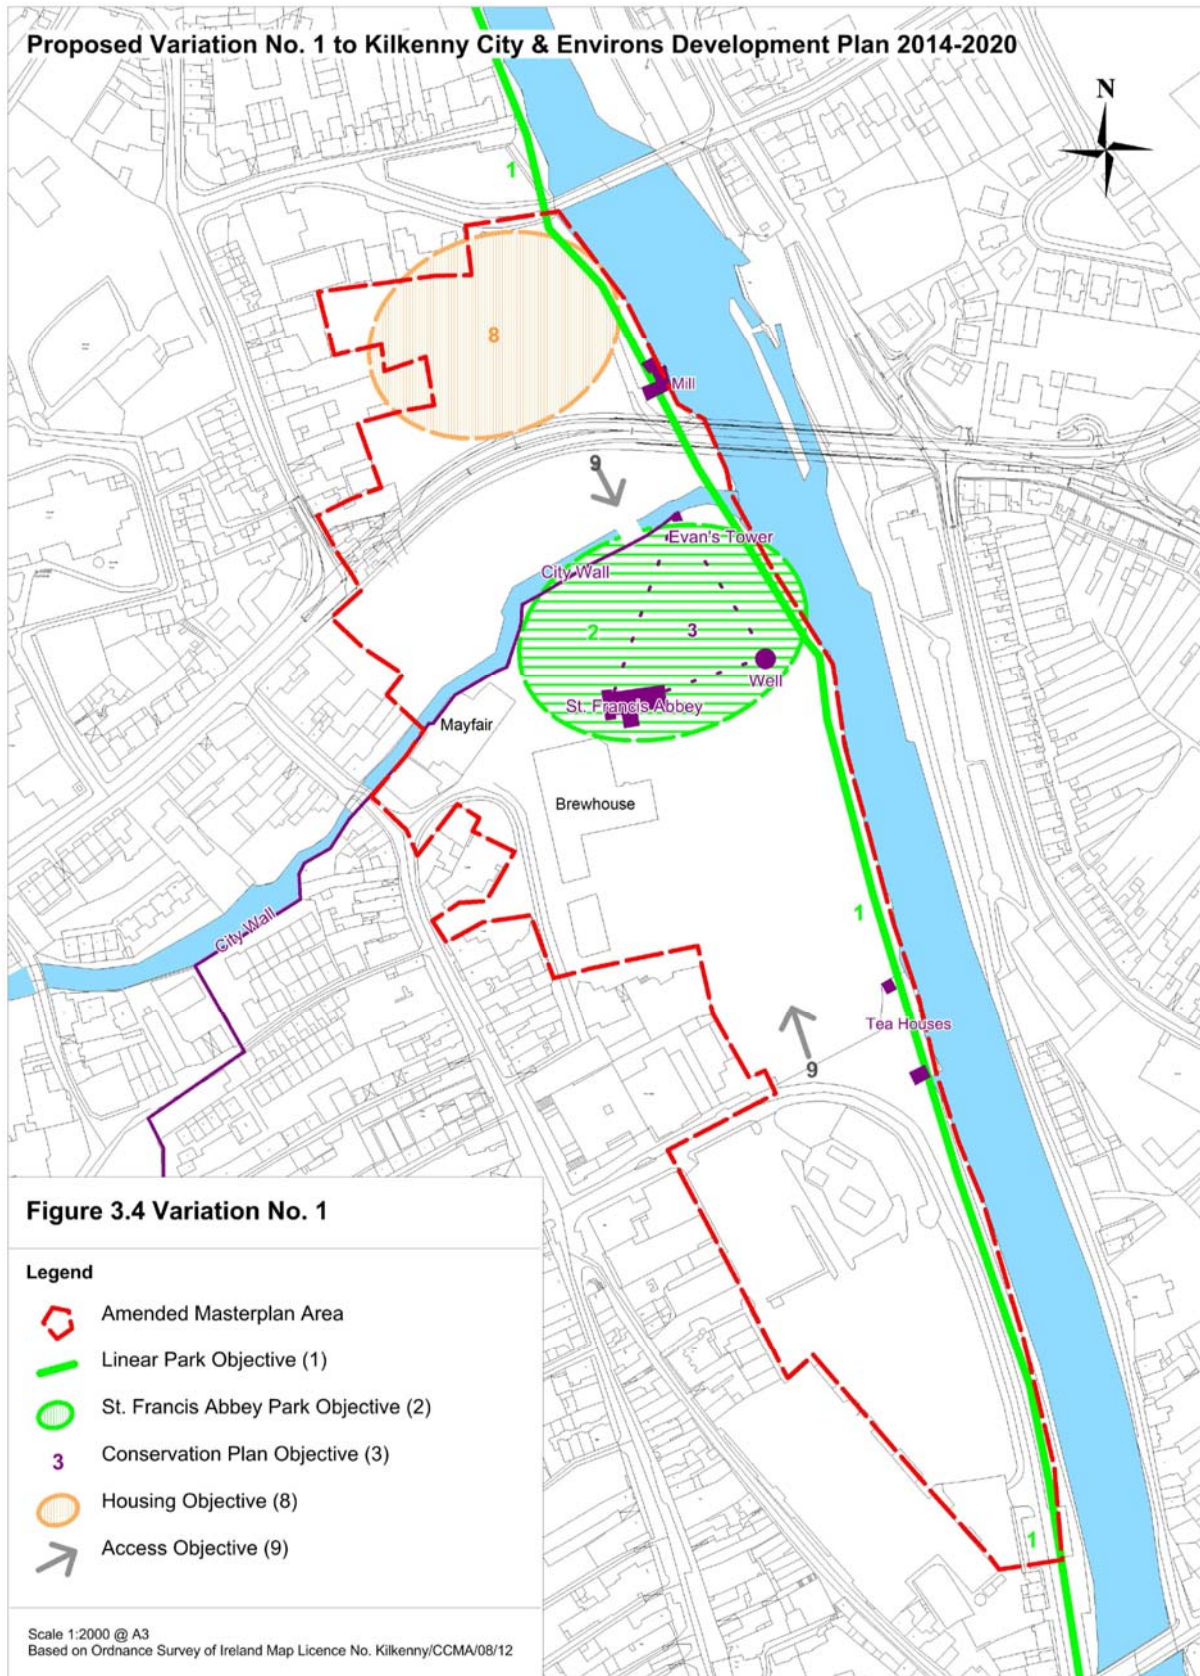 Proposed Variation No. 1 to Kilkenny City & Environs Development Plan 2014-2020
N
1
8
Mill
9
Evan's Tower
City Wall
2
3
Well
St. Francis Abbey
Mayfair
Brewhouse
1
City Wall
Tea Houses
9
1
Figure 3.4 Variation No. 1
Legend
Amended Masterplan Area
Linear Park Objective (1)
St. Francis Abbey Park Objective (2)
3 Conservation Plan Objective (3)
Housing Objective (8)
Access Objective (9)
Scale 1:2000 @ A3
Based on Ordnance Survey of Ireland Map Licence No. Kilkenny/CCMA/08/12